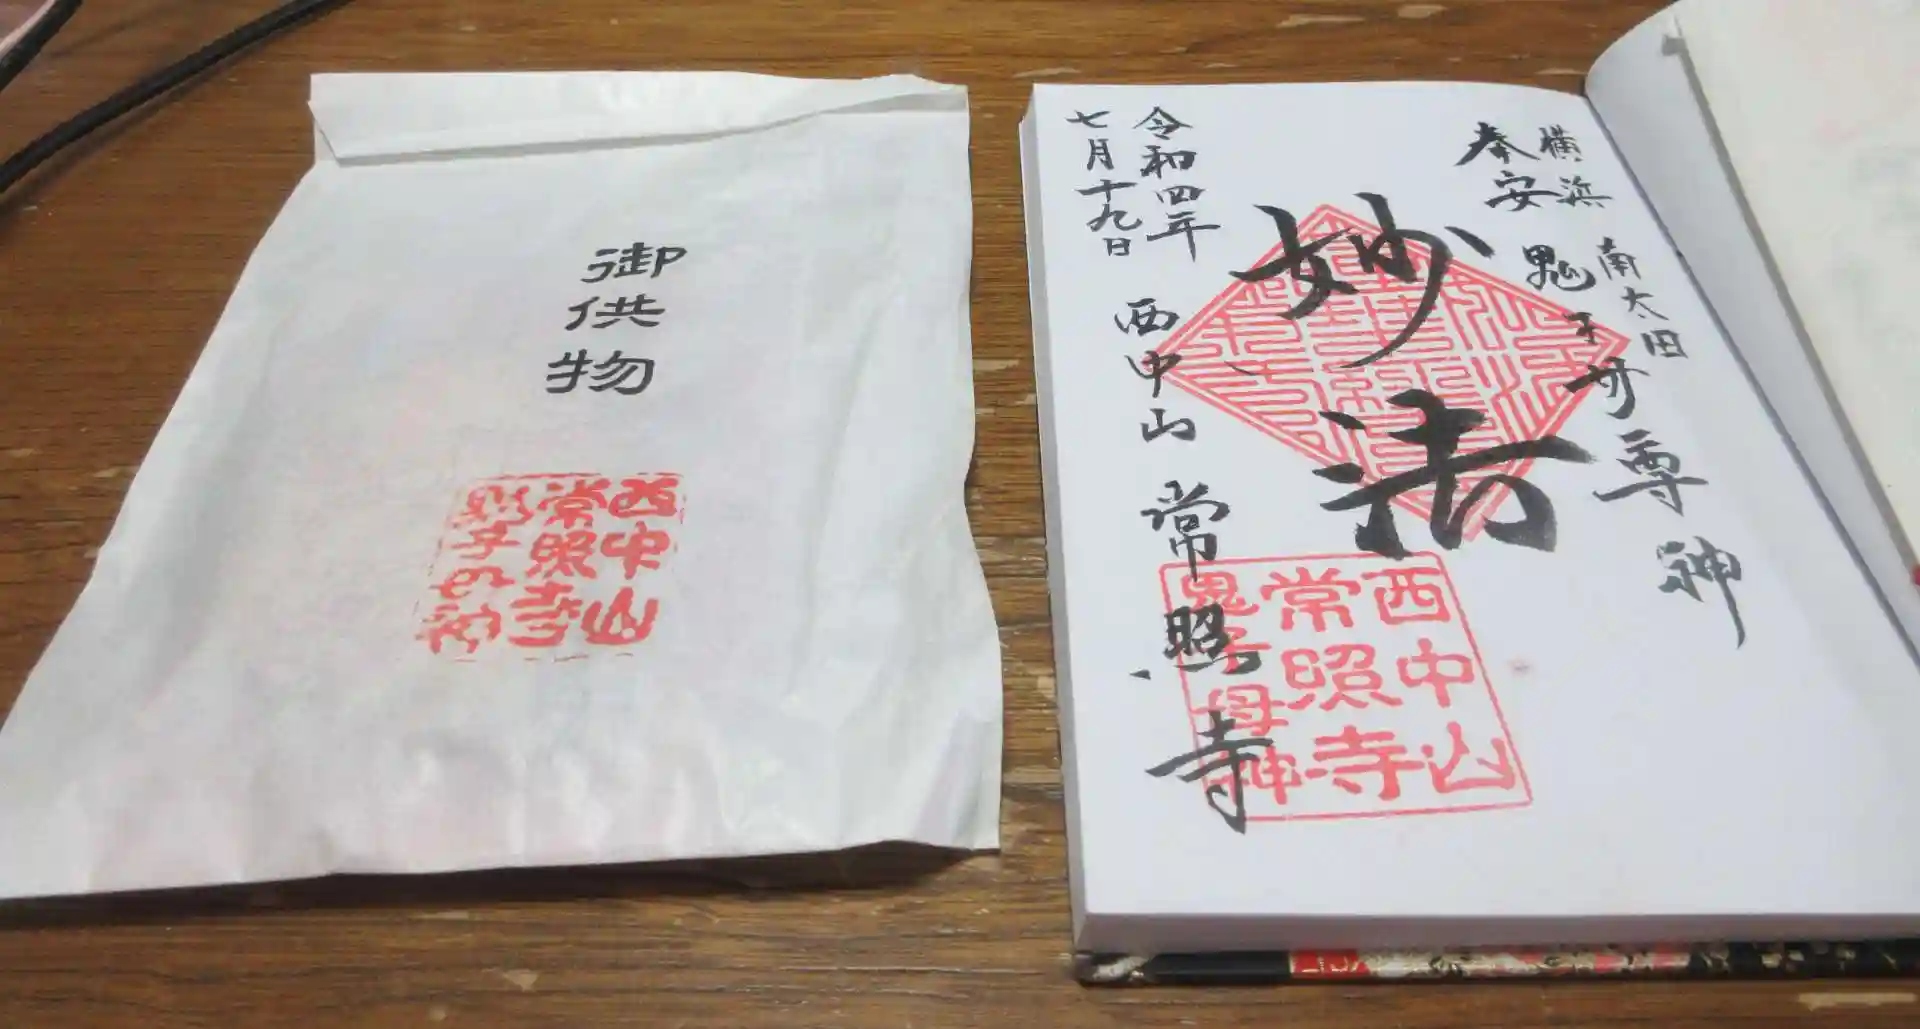 御供物
西中山
常照寺
鬼子母神
横浜 南太田
奉安 鬼子母尊神
妙法
令和四年
七月十九日
西中山 常照寺
西中山
常照寺
鬼子母神